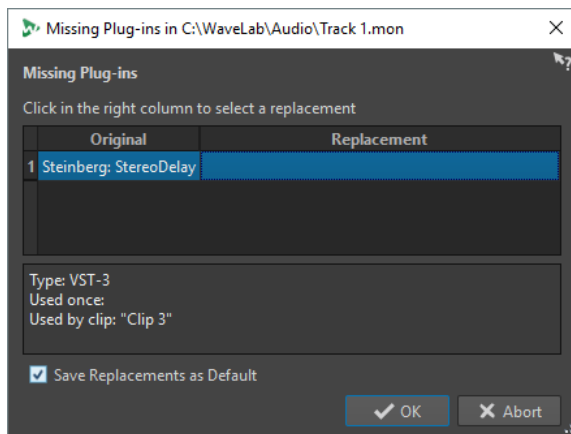 Missing Plug-ins in C:\WaveLab\Audio\Track 1.mon
Missing Plug-ins
Click in the right column to select a replacement
Original Replacement
1 Steinberg: StereoDelay
Type: VST-3
Used once:
Used by clip: "Clip 3"
Save Replacements as Default
OK Abort